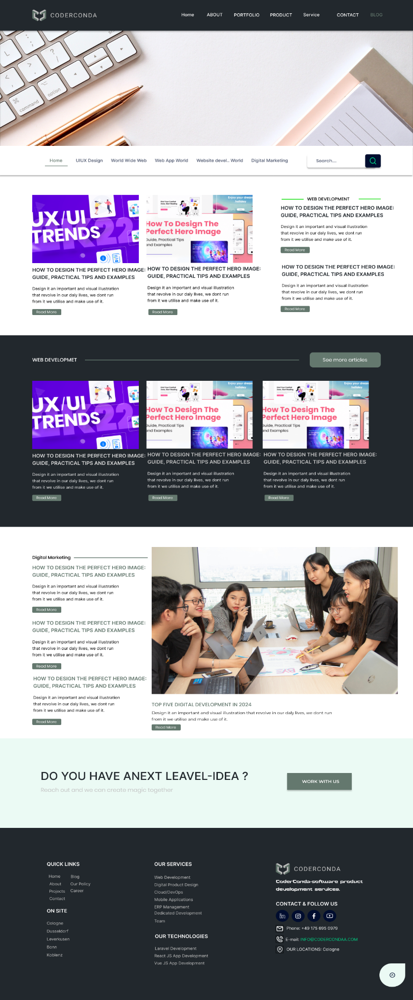 CODERCONDA
Home ABOUT PORTFOLIO PRODUCT Service CONTACT BLOG
L
:
;
"
<
,
>
.
?
/
⌘
command
⌥
option
Home UIUX Design World Wide Web Web App World Website devel.. World Digital Marketing Search....
UX/UI
TRENDS
22
HOW TO DESIGN THE PERFECT HERO IMAGE:
GUIDE, PRACTICAL TIPS AND EXAMPLES
Design it an important and visual illustration
that revolve in our daly lives, we dont run
from it we utilise and make use of it.
Read More
Find Your Comfort
Zone, Start Reading
Enjoy your dream
holiday
How To Design The
Perfect Hero Image
Guide, Practical Tips
and Examples
HOW TO DESIGN THE PERFECT HERO IMAGE:
GUIDE, PRACTICAL TIPS AND EXAMPLES
Design it an important and visual illustration
that revolve in our daly lives, we dont run
from it we utilise and make use of it.
Read More
WEB DEVELOPMENT
HOW TO DESIGN THE PERFECT HERO IMAGE:
GUIDE, PRACTICAL TIPS AND EXAMPLES
Design it an important and visual illustration
that revolve in our daly lives, we dont run
from it we utilise and make use of it.
Read More
HOW TO DESIGN THE PERFECT HERO IMAGE:
GUIDE, PRACTICAL TIPS AND EXAMPLES
Design it an important and visual illustration
that revolve in our daly lives, we dont run
from it we utilise and make use of it.
Read More
WEB DEVELOPMET
See more articles
UX/UI
TRENDS
22
HOW TO DESIGN THE PERFECT HERO IMAGE:
GUIDE, PRACTICAL TIPS AND EXAMPLES
Design it an important and visual illustration
that revolve in our daly lives, we dont run
from it we utilise and make use of it.
Read More
Find Your Comfort
Zone, Start Reading
Enjoy your dream
holiday
How To Design The
Perfect Hero Image
Guide, Practical Tips
and Examples
HOW TO DESIGN THE PERFECT HERO IMAGE:
GUIDE, PRACTICAL TIPS AND EXAMPLES
Design it an important and visual illustration
that revolve in our daly lives, we dont run
from it we utilise and make use of it.
Read More
Find Your Comfort
Zone, Start Reading
Enjoy your dream
holiday
How To Design The
Perfect Hero Image
Guide, Practical Tips
and Examples
HOW TO DESIGN THE PERFECT HERO IMAGE:
GUIDE, PRACTICAL TIPS AND EXAMPLES
Design it an important and visual illustration
that revolve in our daly lives, we dont run
from it we utilise and make use of it.
Read More
Digital Marketing
HOW TO DESIGN THE PERFECT HERO IMAGE:
GUIDE, PRACTICAL TIPS AND EXAMPLES
Design it an important and visual illustration
that revolve in our daly lives, we dont run
from it we utilise and make use of it.
Read More
HOW TO DESIGN THE PERFECT HERO IMAGE:
GUIDE, PRACTICAL TIPS AND EXAMPLES
Design it an important and visual illustration
that revolve in our daly lives, we dont run
from it we utilise and make use of it.
Read More
HOW TO DESIGN THE PERFECT HERO IMAGE:
GUIDE, PRACTICAL TIPS AND EXAMPLES
Design it an important and visual illustration
that revolve in our daly lives, we dont run
from it we utilise and make use of it.
Read More
TOP FIVE DIGITAL DEVELOPMENT IN 2024
Design it an important and visual illustration that revolve in our daly lives, we dont run
from it we utilise and make use of it.
Read More
DO YOU HAVE ANEXT LEAVEL-IDEA ?
Reach out and we can create magic together
WORK WITH US
QUICK LINKS
Home Blog
About Our Policy
Projects Career
Contact
ON SITE
Cologne
Dusseldorf
Leverkusen
Bonn
Koblenz
OUR SERVICES
Web Development
Digital Product Design
Cloud/DevOps
Mobile Applications
ERP Management
Dedicated Development
Team
OUR TECHNOLOGIES
Laravel Development
React JS App Development
Vue JS App Development
CODERCONDA
CoderConda-software product
development services.
CONTACT & FOLLOW US
Phone: +49 175 695 0979
E-mail: INFO@CODERCONDAA.COM
OUR LOCATIONS: Cologne